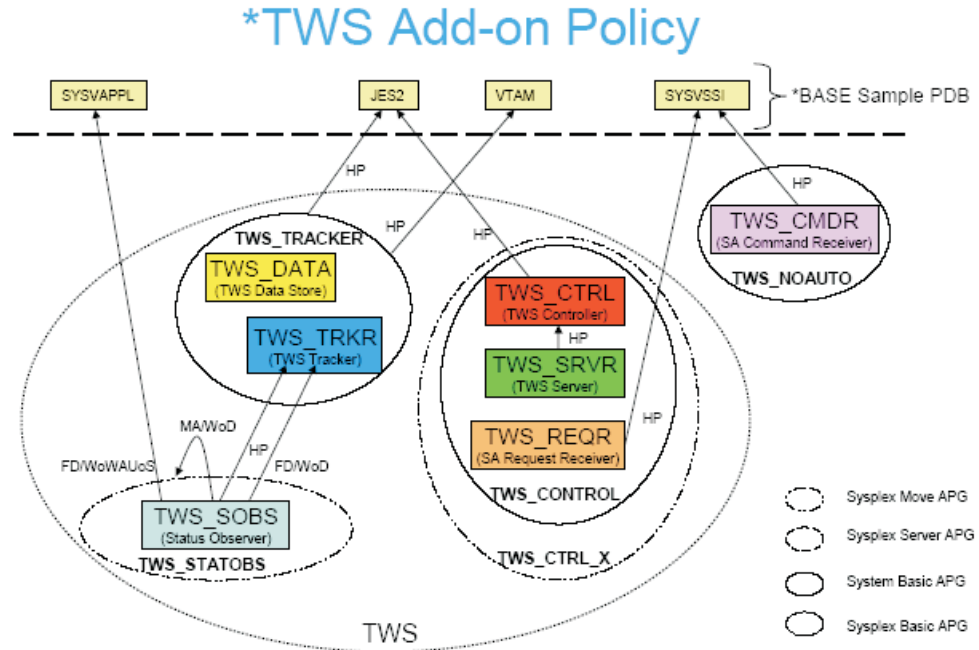 *TWS Add-on Policy
SYSVAPPL
JES2
VTAM
SYSVSSI
*BASE Sample PDB
HP
HP
HP
HP
TWS_TRACKER
TWS_DATA
(TWS Data Store)
TWS_TRKR
(TWS Tracker)
TWS_CTRL
(TWS Controller)
HP
TWS_SRVR
(TWS Server)
HP
TWS_REQR
(SA Request Receiver)
TWS_CONTROL
TWS_CTRL_X
TWS_CMDR
(SA Command Receiver)
TWS_NOAUTO
MA/WoD
HP
FD/WoWAUoS
FD/WoD
TWS_SOBS
(Status Observer)
TWS_STATOBS
TWS
Sysplex Move APG
Sysplex Server APG
System Basic APG
Sysplex Basic APG